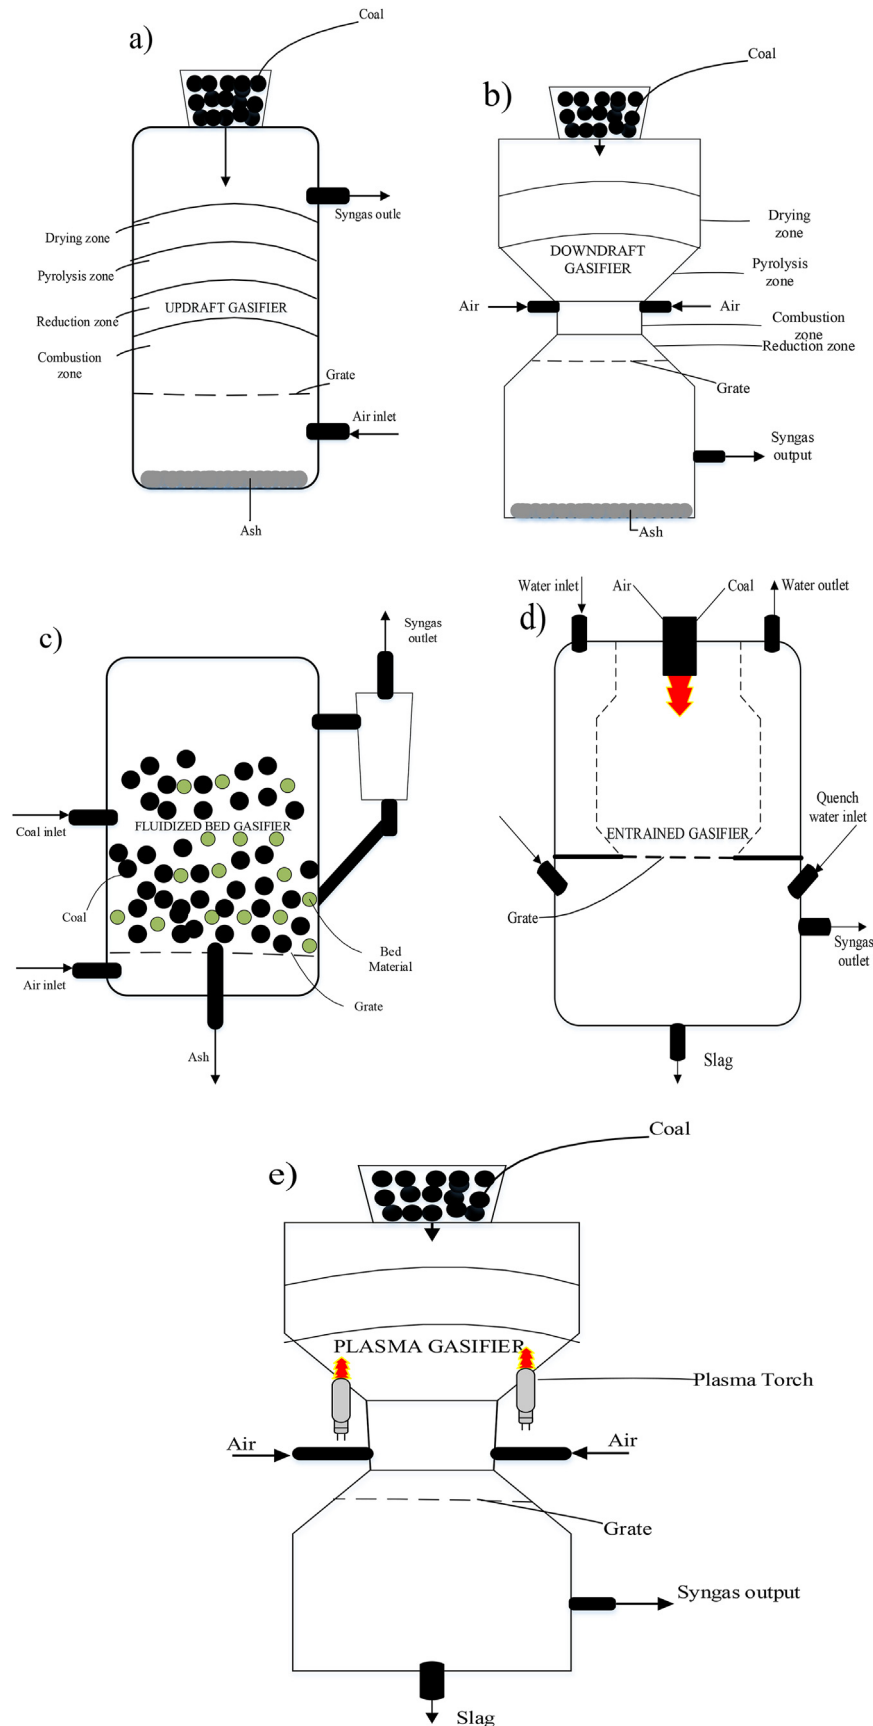 a)
Coal
Syngas outle
Drying zone
Pyrolysis zone
Reduction zone
UPDRAFT GASIFIER
Combustion
zone
Grate
Air inlet
Ash
b)
Coal
Drying
zone
DOWNDRAFT
GASIFIER
Pyrolysis
zone
Air
Air
Combustion
zone
Reduction zone
Grate
Syngas
output
Ash
c)
Syngas
outlet
Coal inlet
FLUIDIZED BED GASIFIER
Coal
Bed
Material
Air inlet
Grate
Ash
d)
Water inlet
Air
Coal
Water outlet
Quench
water inlet
ENTRAINED GASIFIER
Grate
Syngas
outlet
Slag
e)
Coal
PLASMA GASIFIER
Plasma Torch
Air
Air
Grate
Syngas output
Slag